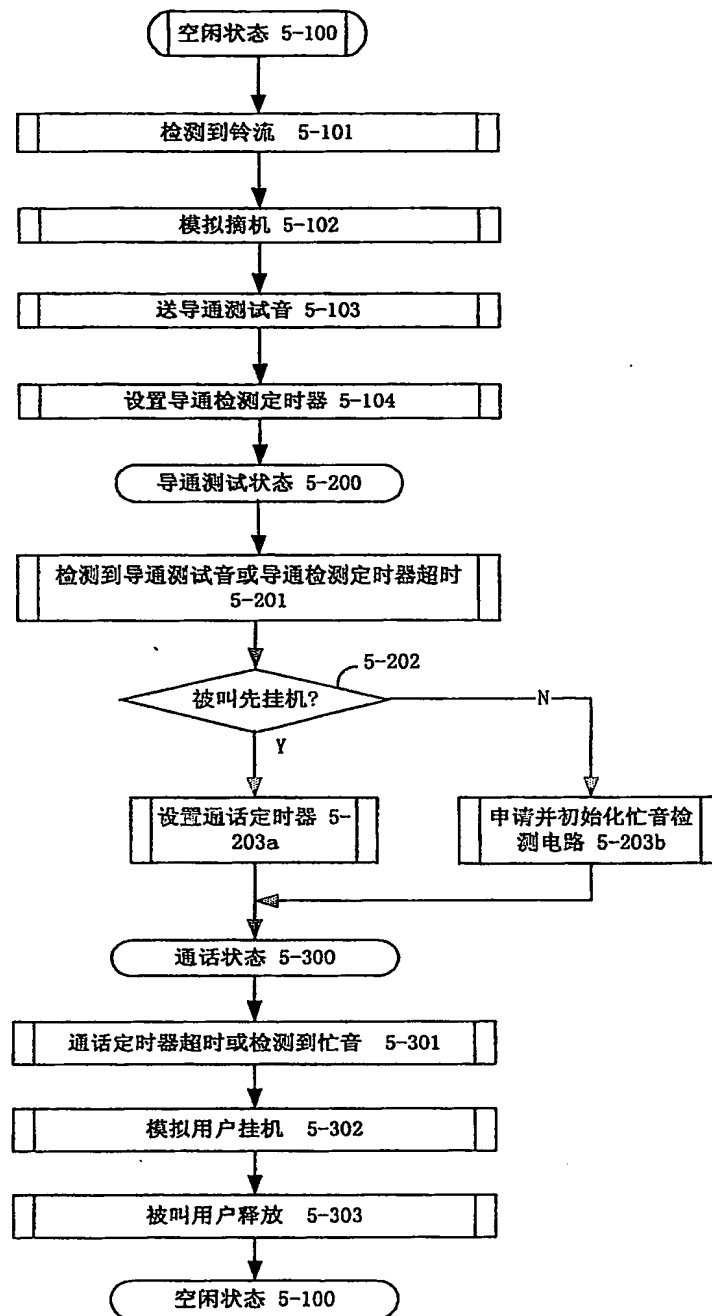 空闲状态 5-100
检测到铃流 5-101
模拟摘机 5-102
送导通测试音 5-103
设置导通检测定时器 5-104
导通测试状态 5-200
检测到导通测试音或导通检测定时器超时
5-201
5-202
被叫先挂机?
N
Y
设置通话定时器 5-
203a
申请并初始化忙音检
测电路 5-203b
通话状态 5-300
通话定时器超时或检测到忙音 5-301
模拟用户挂机 5-302
被叫用户释放 5-303
空闲状态 5-100